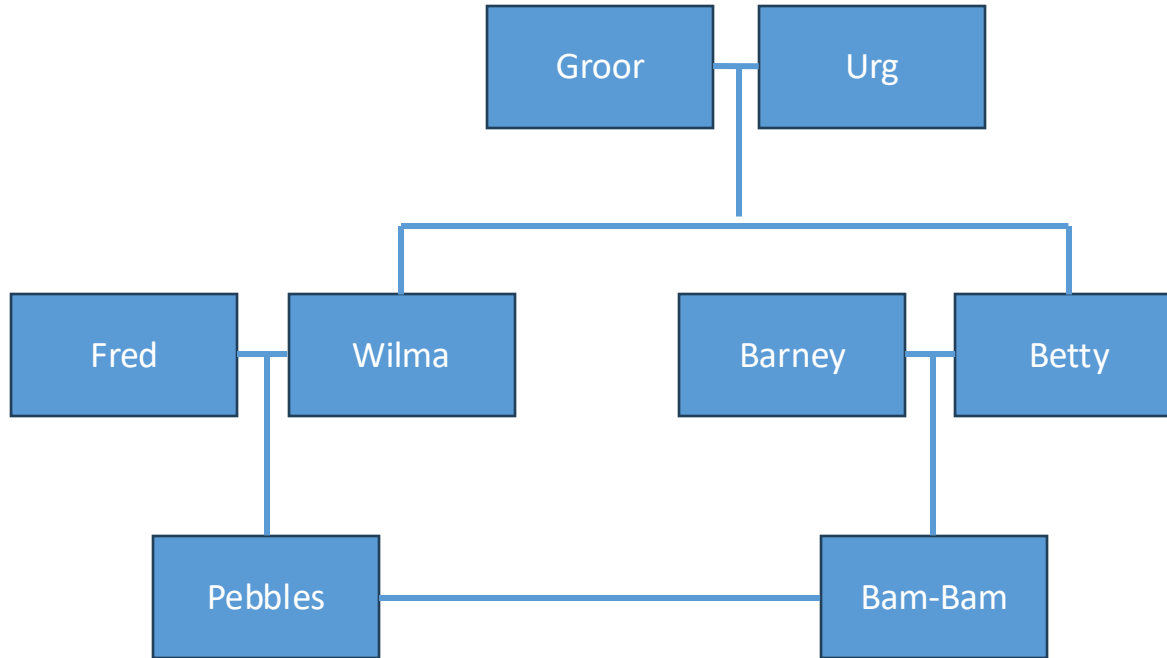 Groor
Urg
Fred
Wilma
Barney
Betty
Pebbles
Bam-Bam